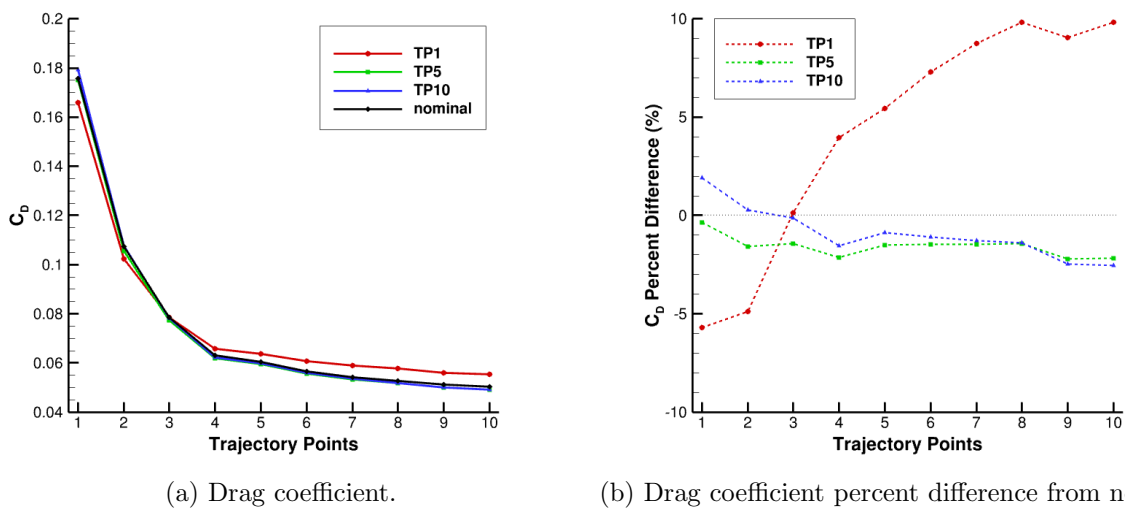 0.2
0.18
0.16
0.14
0.12
0.1
0.08
0.06
0.04
C_D
TP1
TP5
TP10
nominal
1 2 3 4 5 6 7 8 9 10
Trajectory Points
(a) Drag coefficient.
10
5
0
-5
-10
C_D Percent Difference (%)
TP1
TP5
TP10
1 2 3 4 5 6 7 8 9 10
Trajectory Points
(b) Drag coefficient percent difference from n